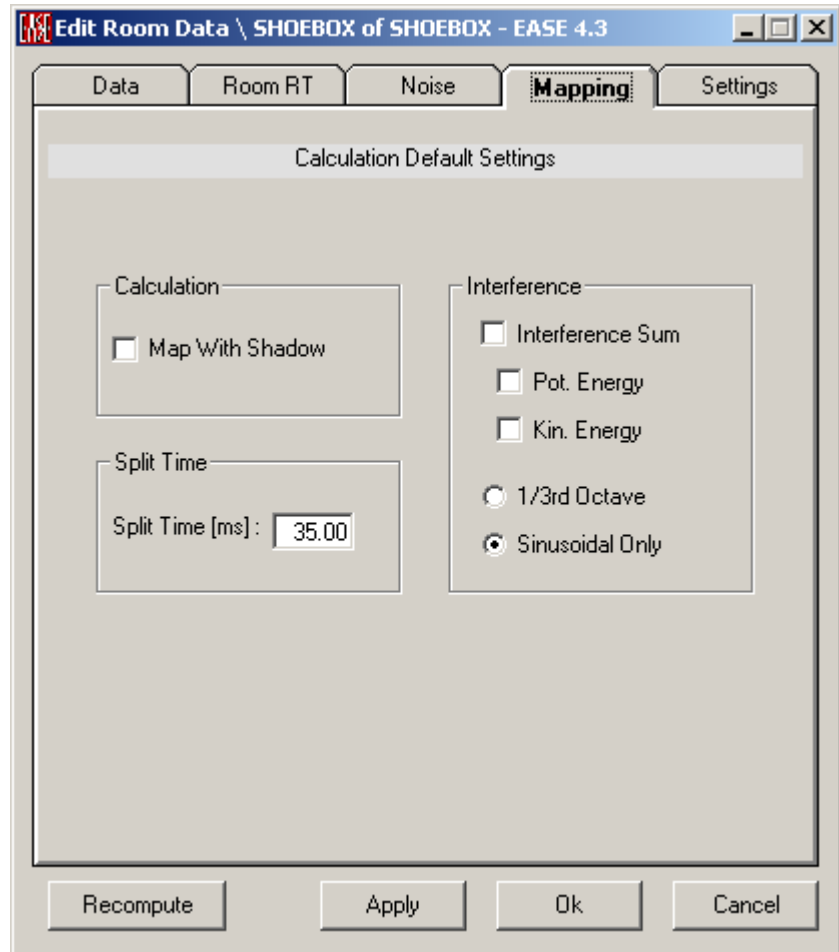 Edit Room Data \ SHOEBOX of SHOEBOX - EASE 4.3
Data Room RT Noise Mapping Settings
Calculation Default Settings
Calculation
Map With Shadow
Split Time
Split Time [ms] : 35.00
Interference
Interference Sum
Pot. Energy
Kin. Energy
1/3rd Octave
Sinusoidal Only
Recompute Apply Ok Cancel